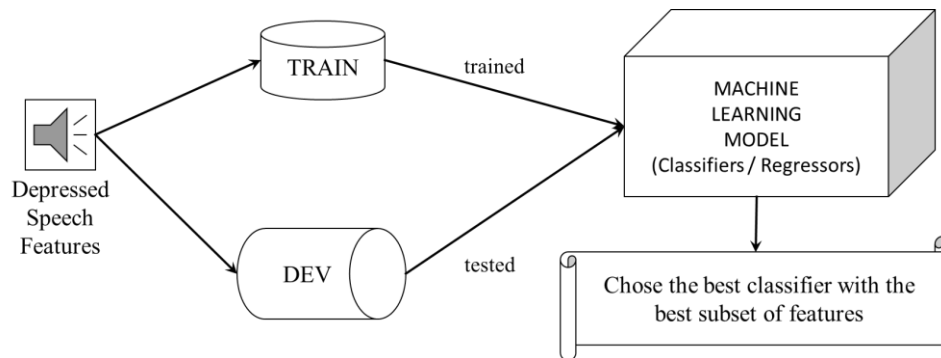 TRAIN
trained
MACHINE
LEARNING
MODEL
(Classifiers / Regressors)
Depressed
Speech
Features
DEV
tested
Chose the best classifier with the
best subset of features